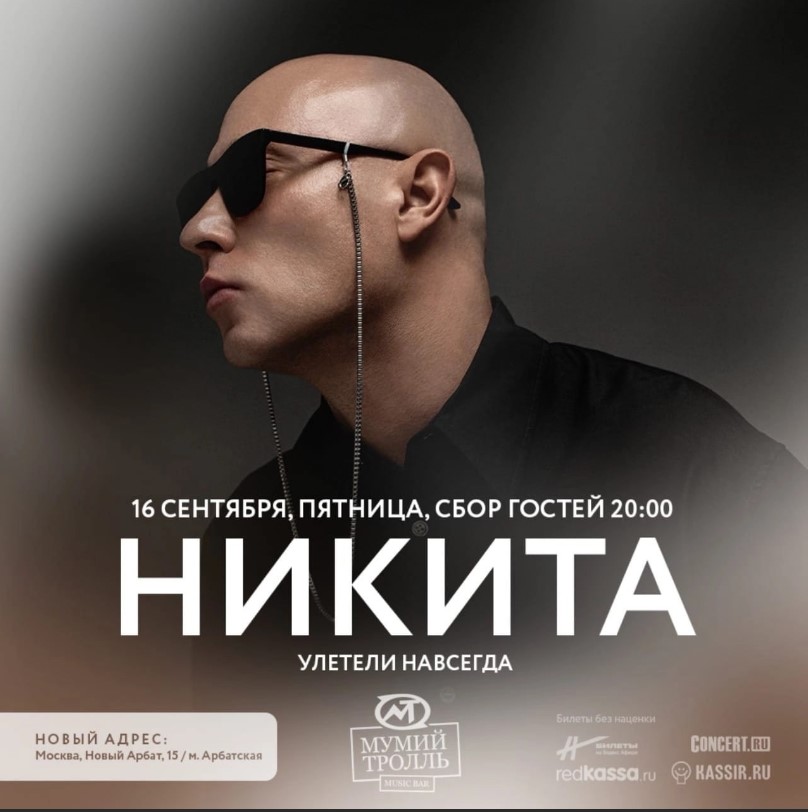 16 СЕНТЯБРЯ, ПЯТНИЦА, СБОР ГОСТЕЙ 20:00
НИКИТА
УЛЕТЕЛИ НАВСЕГДА
НОВЫЙ АДРЕС:
Москва, Новый Арбат, 15 / м. Арбатская
МУМИЙ
ТРОЛЛЬ
MUSIC BAR
Билеты без наценки
БИЛЕТЫ
CONCERT.RU
redkassa.ru
KASSIR.RU